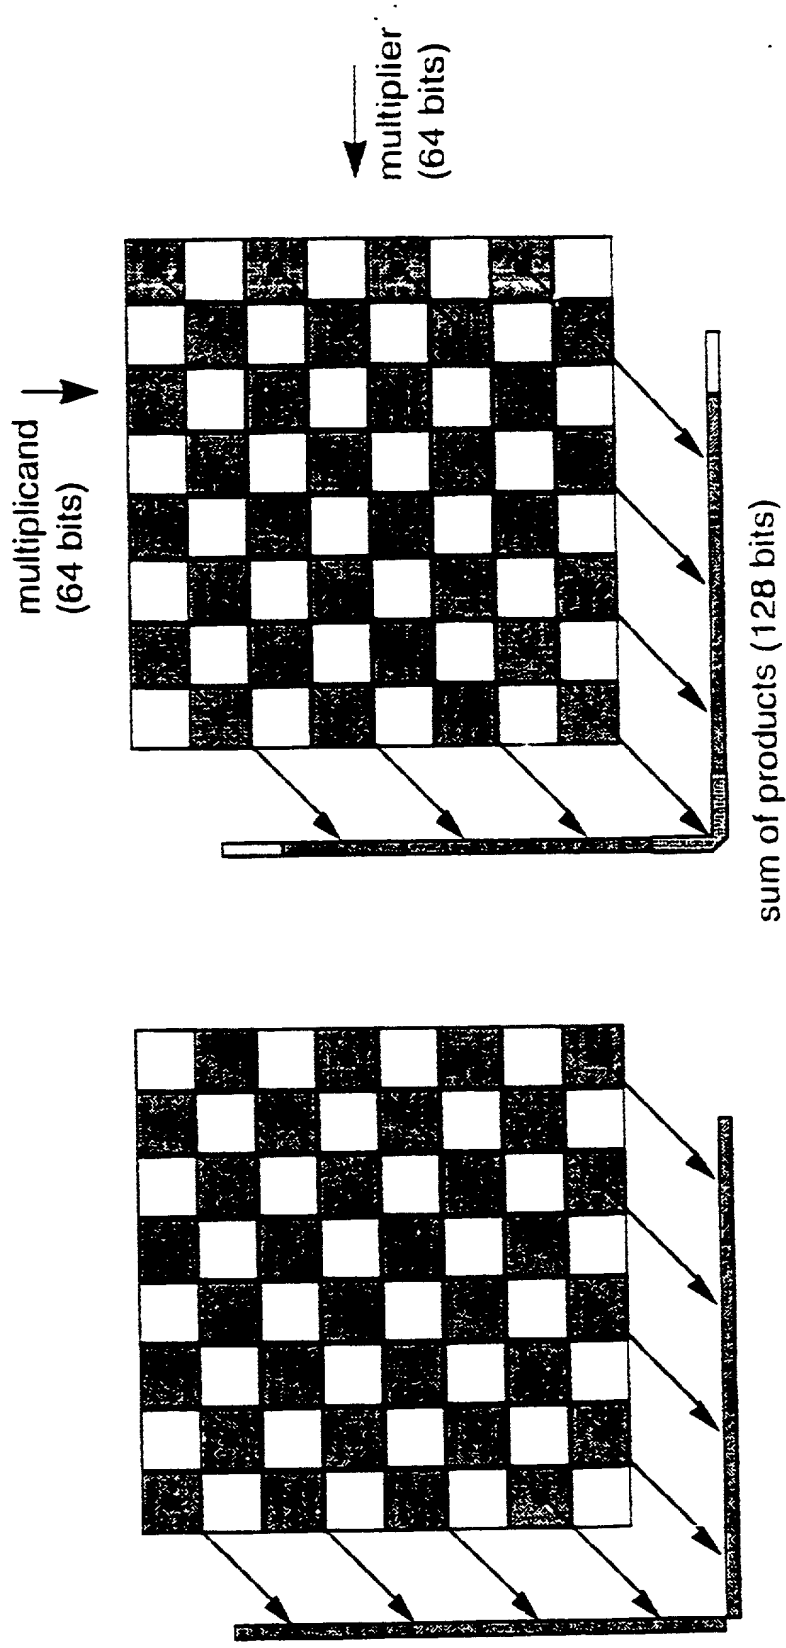 multiplicand
(64 bits)
multiplier
(64 bits)
sum of products (128 bits)